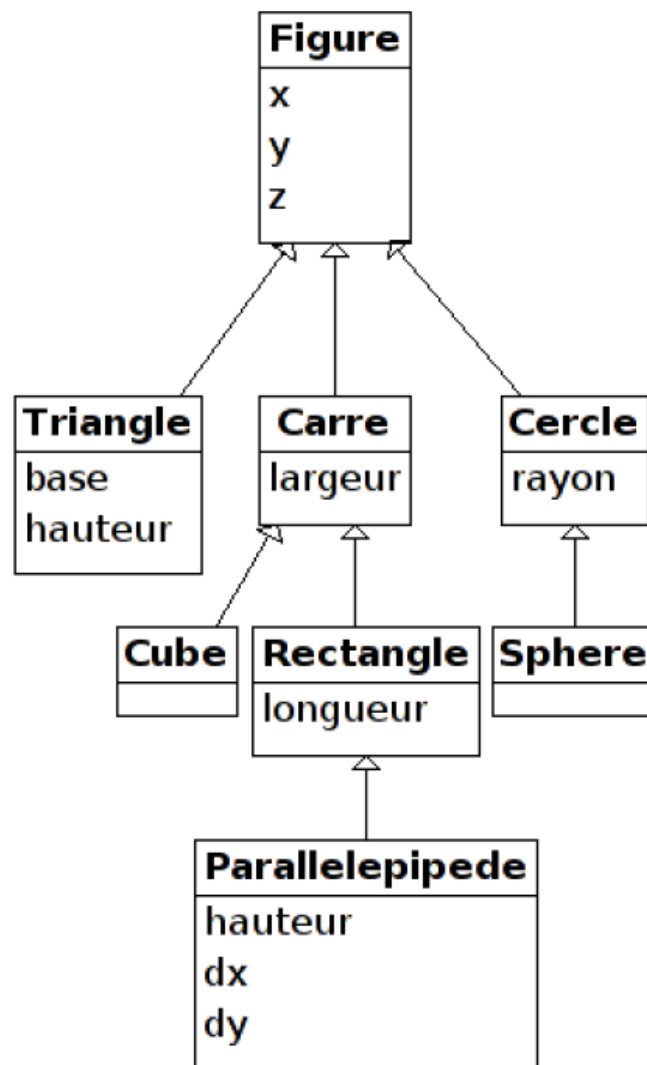 Figure
x
y
z
Triangle
base
hauteur
Carre
largeur
Cercle
rayon
Cube
Rectangle
longueur
Sphere
Parallelepipede
hauteur
dx
dy